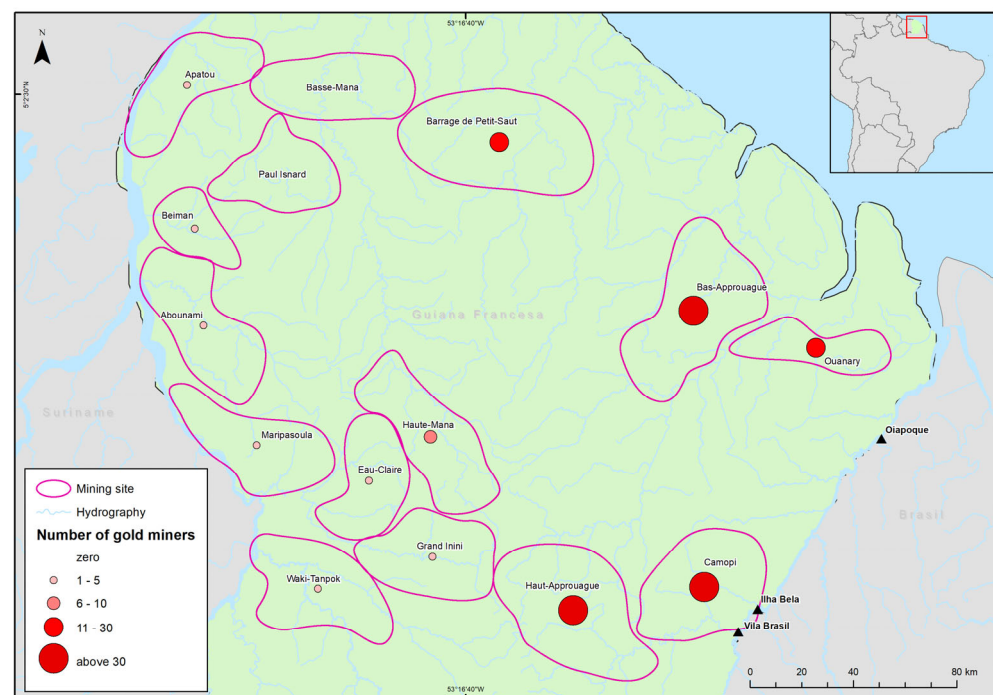 53°16'40"W
N
5°2'30"N
Apatou
Basse-Mana
Barrage de Petit-Saut
Paul Isnard
Beiman
Bas-Approuague
Abounami
Guiana Francesa
Ouanary
Suriname
Haute-Mana
Maripasoula
Oiapoque
Eau-Claire
Brasil
Grand Inini
Waki-Tanpok
Haut-Approuague
Camopi
Ilha Bela
Vila Brasil
Mining site
Hydrography
Number of gold miners
zero
1 - 5
6 - 10
11 - 30
above 30
0 20 40 80 km
53°16'40"W